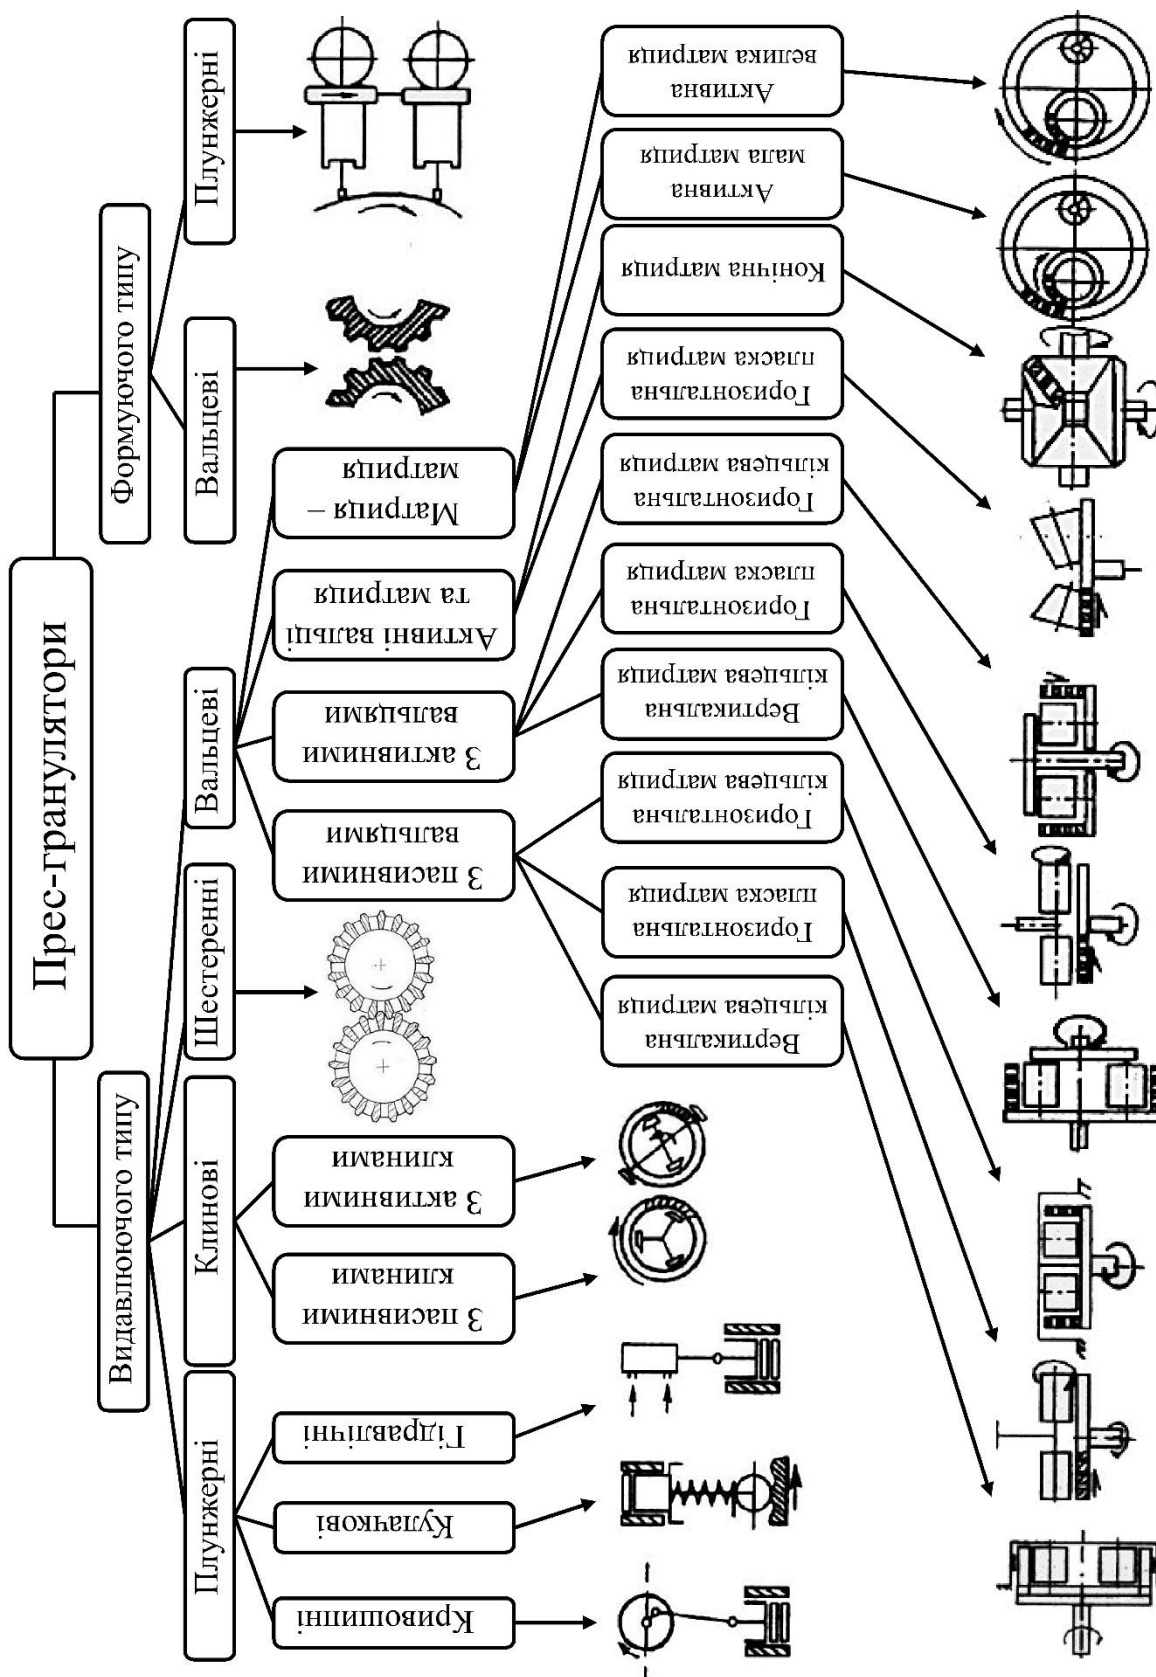 Прес-гранулятори
Видавлюючого типу
Формуючого типу
Плунжерні
Клинові
Шестеренні
Вальцеві
Вальцеві
Плунжерні
Кривошипні
Кулачкові
Гідравлічні
З пасивними
клинами
З активними
клинами
З пасивними
вальцями
З активними
вальцями
Активні вальці
та матриця
Матриця –
матриця
Вертикальна
кільцева матриця
Горизонтальна
пласка матриця
Горизонтальна
кільцева матриця
Вертикальна
кільцева матриця
Горизонтальна
пласка матриця
Горизонтальна
кільцева матриця
Горизонтальна
пласка матриця
Конічна матриця
Активна
мала матриця
Активна
велика матриця